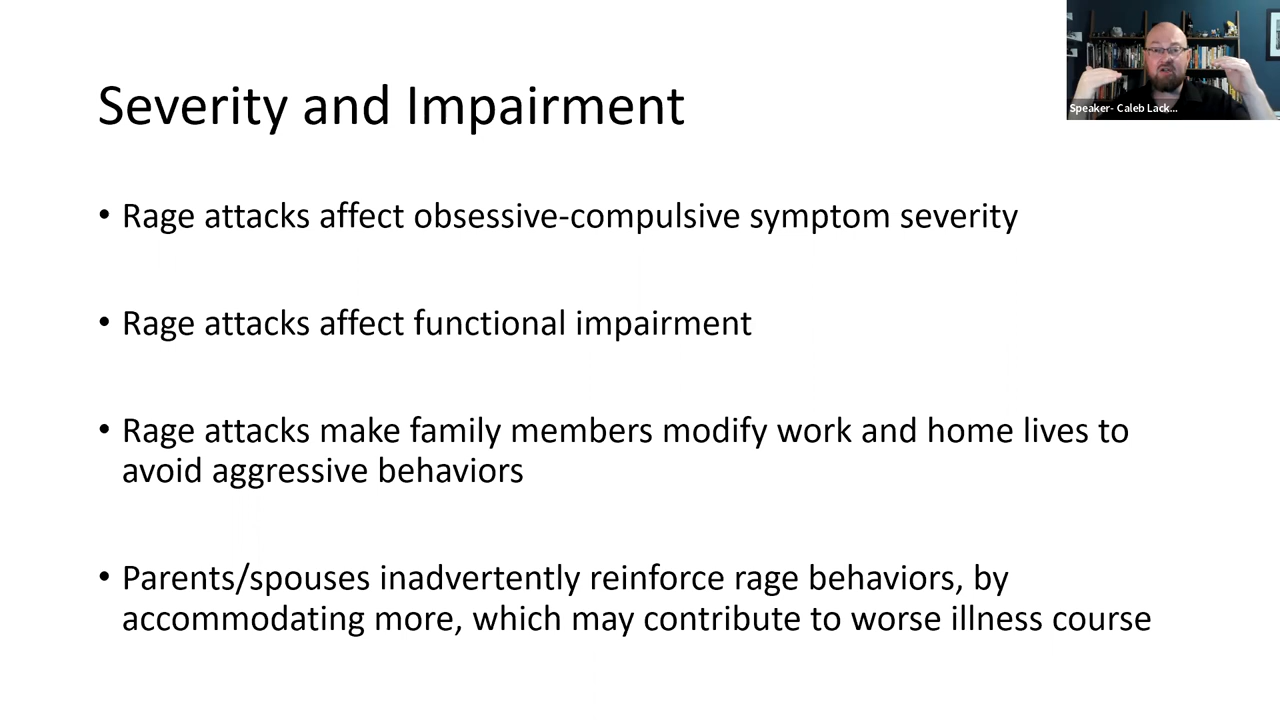 Severity and Impairment
Speaker- Caleb Lack...
• Rage attacks affect obsessive-compulsive symptom severity
• Rage attacks affect functional impairment
• Rage attacks make family members modify work and home lives to
avoid aggressive behaviors
• Parents/spouses inadvertently reinforce rage behaviors, by
accommodating more, which may contribute to worse illness course